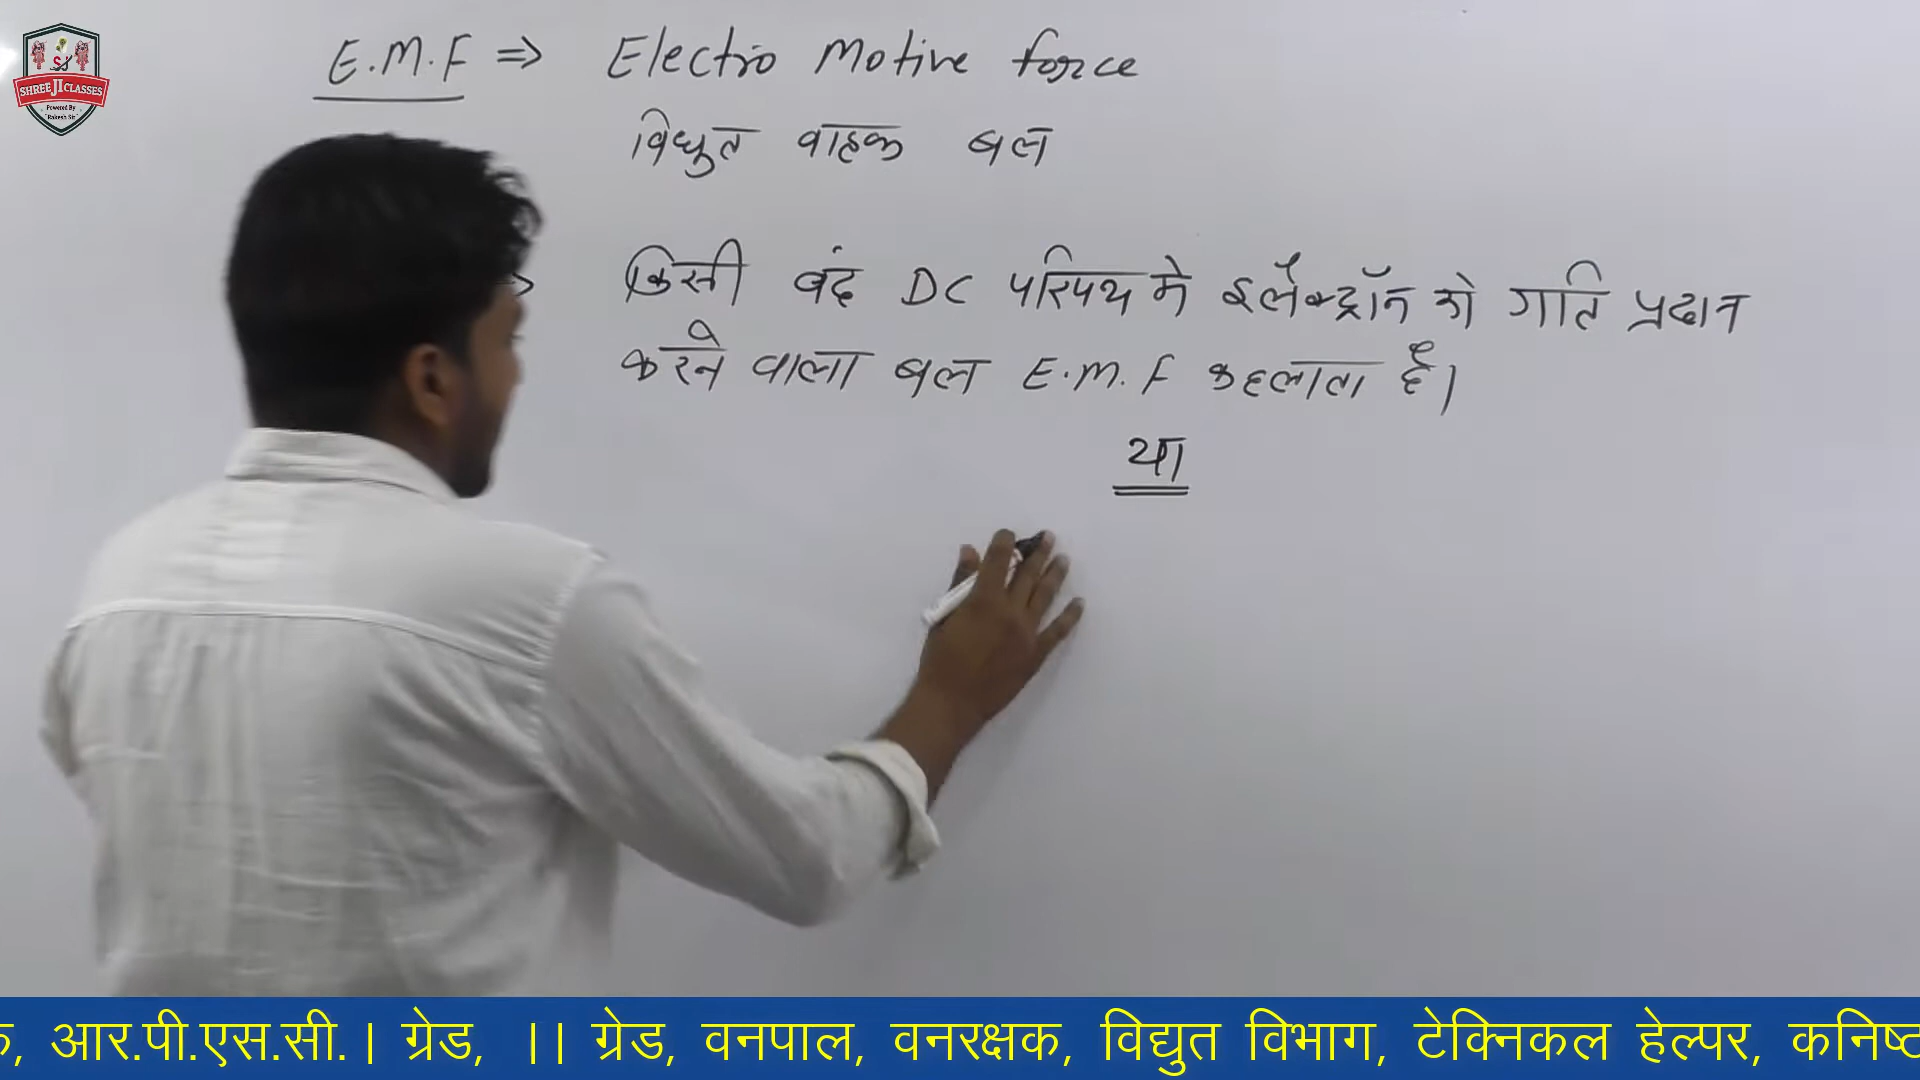 SHREE JI CLASSES
Powered By
"Rakesh Sir"
E.M.F ⇒ Electro Motive force
विधुत वाहक बल
किसी बंद DC परिपथ मे इलैक्ट्रॉन को गति प्रदान
करने वाला बल E.M.F कहलाता है।
या
आर.पी.एस.सी.। ग्रेड, ।। ग्रेड, वनपाल, वनरक्षक, विद्युत विभाग, टेक्निकल हेल्पर, कनिष्ठ